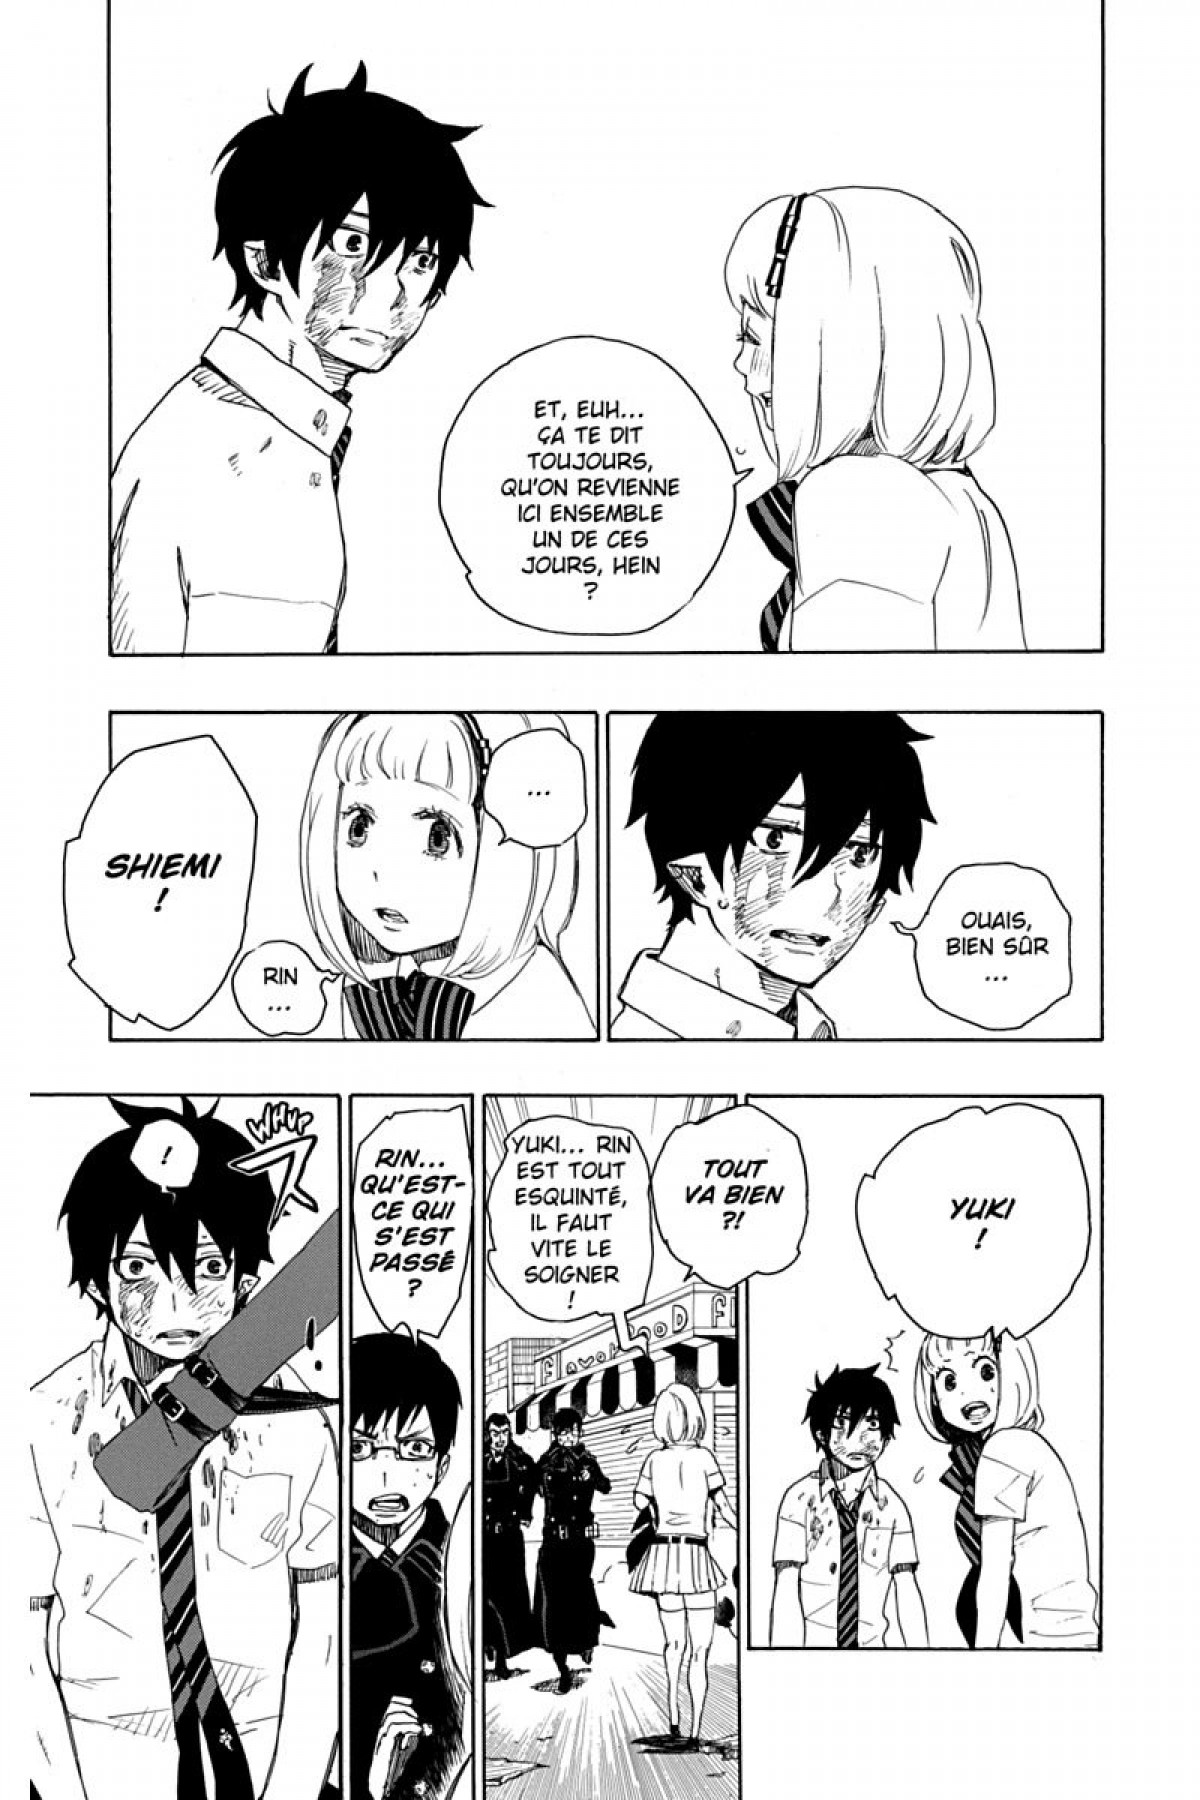 ET, EUH...
ÇA TE DIT
TOUJOURS,
QU'ON REVIENNE
ICI ENSEMBLE
UN DE CES
JOURS, HEIN
?
OUAIS,
BIEN SÛR
...
...
RIN
...
SHIEMI
!
YUKI
!
TOUT
VA BIEN
?!
YUKI... RIN
EST TOUT
ESQUINTÉ,
IL FAUT
VITE LE
SOIGNER
!
RIN...
QU'EST-
CE QUI
S'EST
PASSÉ
?
!
WHUP
ス